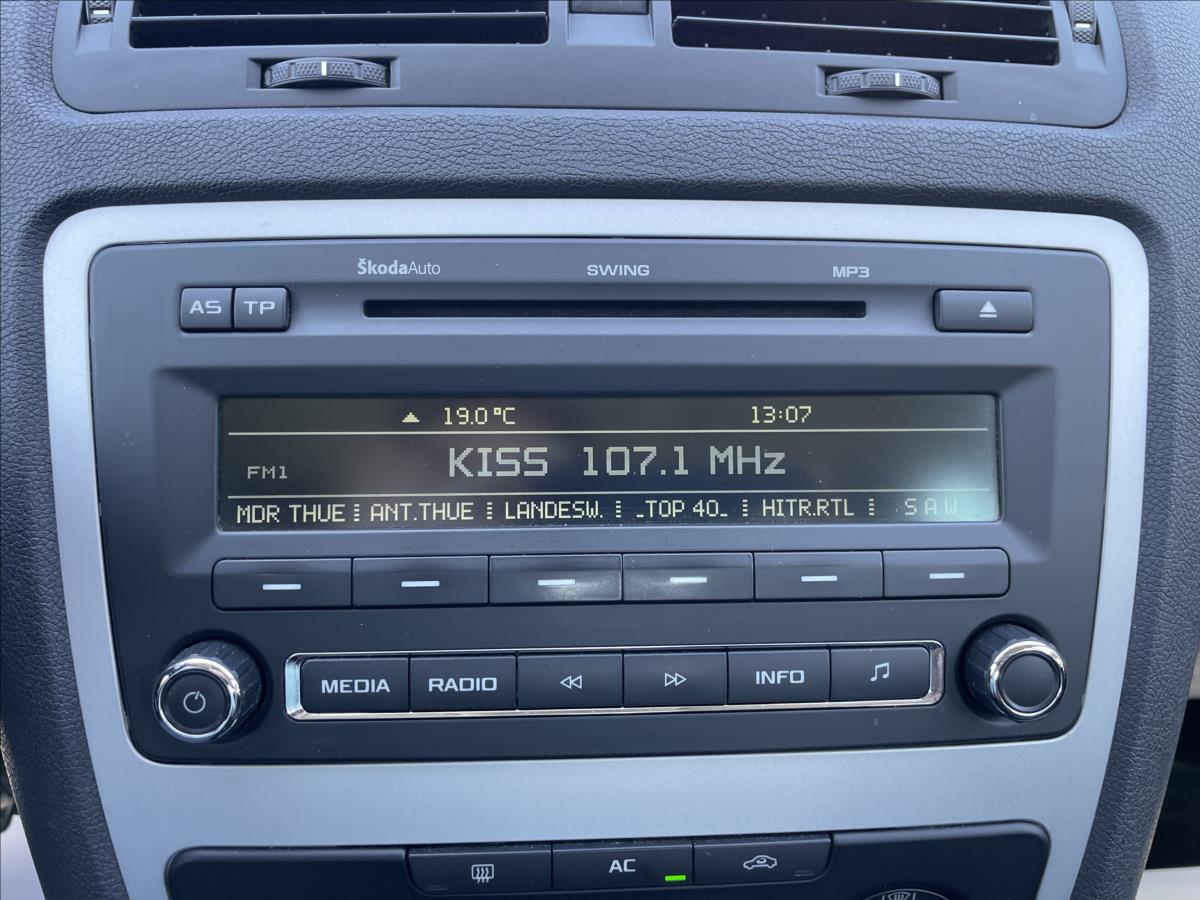 ŠkodaAuto SWING MP3
AS TP
19.0°C 13:07
FM1 KISS 107.1 MHz
MDR THUE ANT.THUE LANDESW. _TOP 40_ HITR.RTL S A W
MEDIA RADIO INFO
AC